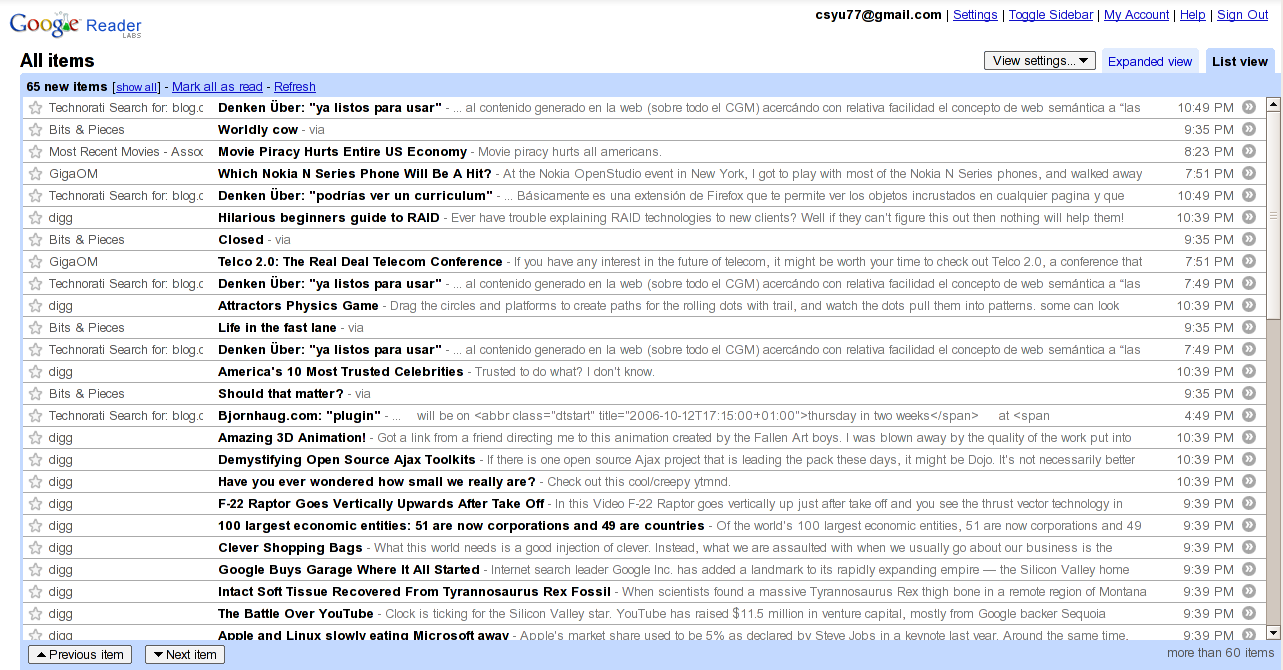 Google Reader LABS
csyu77@gmail.com | Settings | Toggle Sidebar | My Account | Help | Sign Out
All items View settings... Expanded view List view
65 new items [show all] - Mark all as read - Refresh
Technorati Search for: blog.c Denken Über: "ya listos para usar" - ... al contenido generado en la web (sobre todo el CGM) acercándo con relativa facilidad el concepto de web semántica a “las 10:49 PM
Bits & Pieces Worldly cow - via 9:35 PM
Most Recent Movies - Assoc Movie Piracy Hurts Entire US Economy - Movie piracy hurts all americans. 8:23 PM
GigaOM Which Nokia N Series Phone Will Be A Hit? - At the Nokia OpenStudio event in New York, I got to play with most of the Nokia N Series phones, and walked away 7:51 PM
Technorati Search for: blog.c Denken Über: "podrías ver un curriculum" - ... Básicamente es una extensión de Firefox que te permite ver los objetos incrustados en cualquier pagina y que 10:49 PM
digg Hilarious beginners guide to RAID - Ever have trouble explaining RAID technologies to new clients? Well if they can't figure this out then nothing will help them! 10:39 PM
Bits & Pieces Closed - via 9:35 PM
GigaOM Telco 2.0: The Real Deal Telecom Conference - If you have any interest in the future of telecom, it might be worth your time to check out Telco 2.0, a conference that 7:51 PM
Technorati Search for: blog.c Denken Über: "ya listos para usar" - ... al contenido generado en la web (sobre todo el CGM) acercándo con relativa facilidad el concepto de web semántica a “las 7:49 PM
digg Attractors Physics Game - Drag the circles and platforms to create paths for the rolling dots with trail, and watch the dots pull them into patterns. some can look 10:39 PM
Bits & Pieces Life in the fast lane - via 9:35 PM
Technorati Search for: blog.c Denken Über: "ya listos para usar" - ... al contenido generado en la web (sobre todo el CGM) acercándo con relativa facilidad el concepto de web semántica a “las 7:49 PM
digg America's 10 Most Trusted Celebrities - Trusted to do what? I don't know. 10:39 PM
Bits & Pieces Should that matter? - via 9:35 PM
Technorati Search for: blog.c Bjornhaug.com: "plugin" - ... will be on <abbr class="dtstart" title="2006-10-12T17:15:00+01:00">thursday in two weeks</span> at <span 4:49 PM
digg Amazing 3D Animation! - Got a link from a friend directing me to this animation created by the Fallen Art boys. I was blown away by the quality of the work put into 10:39 PM
digg Demystifying Open Source Ajax Toolkits - If there is one open source Ajax project that is leading the pack these days, it might be Dojo. It's not necessarily better 10:39 PM
digg Have you ever wondered how small we really are? - Check out this cool/creepy ytmnd. 10:39 PM
digg F-22 Raptor Goes Vertically Upwards After Take Off - In this Video F-22 Raptor goes vertically up just after take off and you see the thrust vector technology in 9:39 PM
digg 100 largest economic entities: 51 are now corporations and 49 are countries - Of the world's 100 largest economic entities, 51 are now corporations and 49 9:39 PM
digg Clever Shopping Bags - What this world needs is a good injection of clever. Instead, what we are assaulted with when we usually go about our business is the 9:39 PM
digg Google Buys Garage Where It All Started - Internet search leader Google Inc. has added a landmark to its rapidly expanding empire — the Silicon Valley home 9:39 PM
digg Intact Soft Tissue Recovered From Tyrannosaurus Rex Fossil - When scientists found a massive Tyrannosaurus Rex thigh bone in a remote region of Montana 9:39 PM
digg The Battle Over YouTube - Clock is ticking for the Silicon Valley star. YouTube has raised $11.5 million in venture capital, mostly from Google backer Sequoia 9:39 PM
digg Apple and Linux slowly eating Microsoft away - Apple's market share used to be 5% as declared by Steve Jobs in a keynote last year. Around the same time, 9:39 PM
Previous item Next item more than 60 items